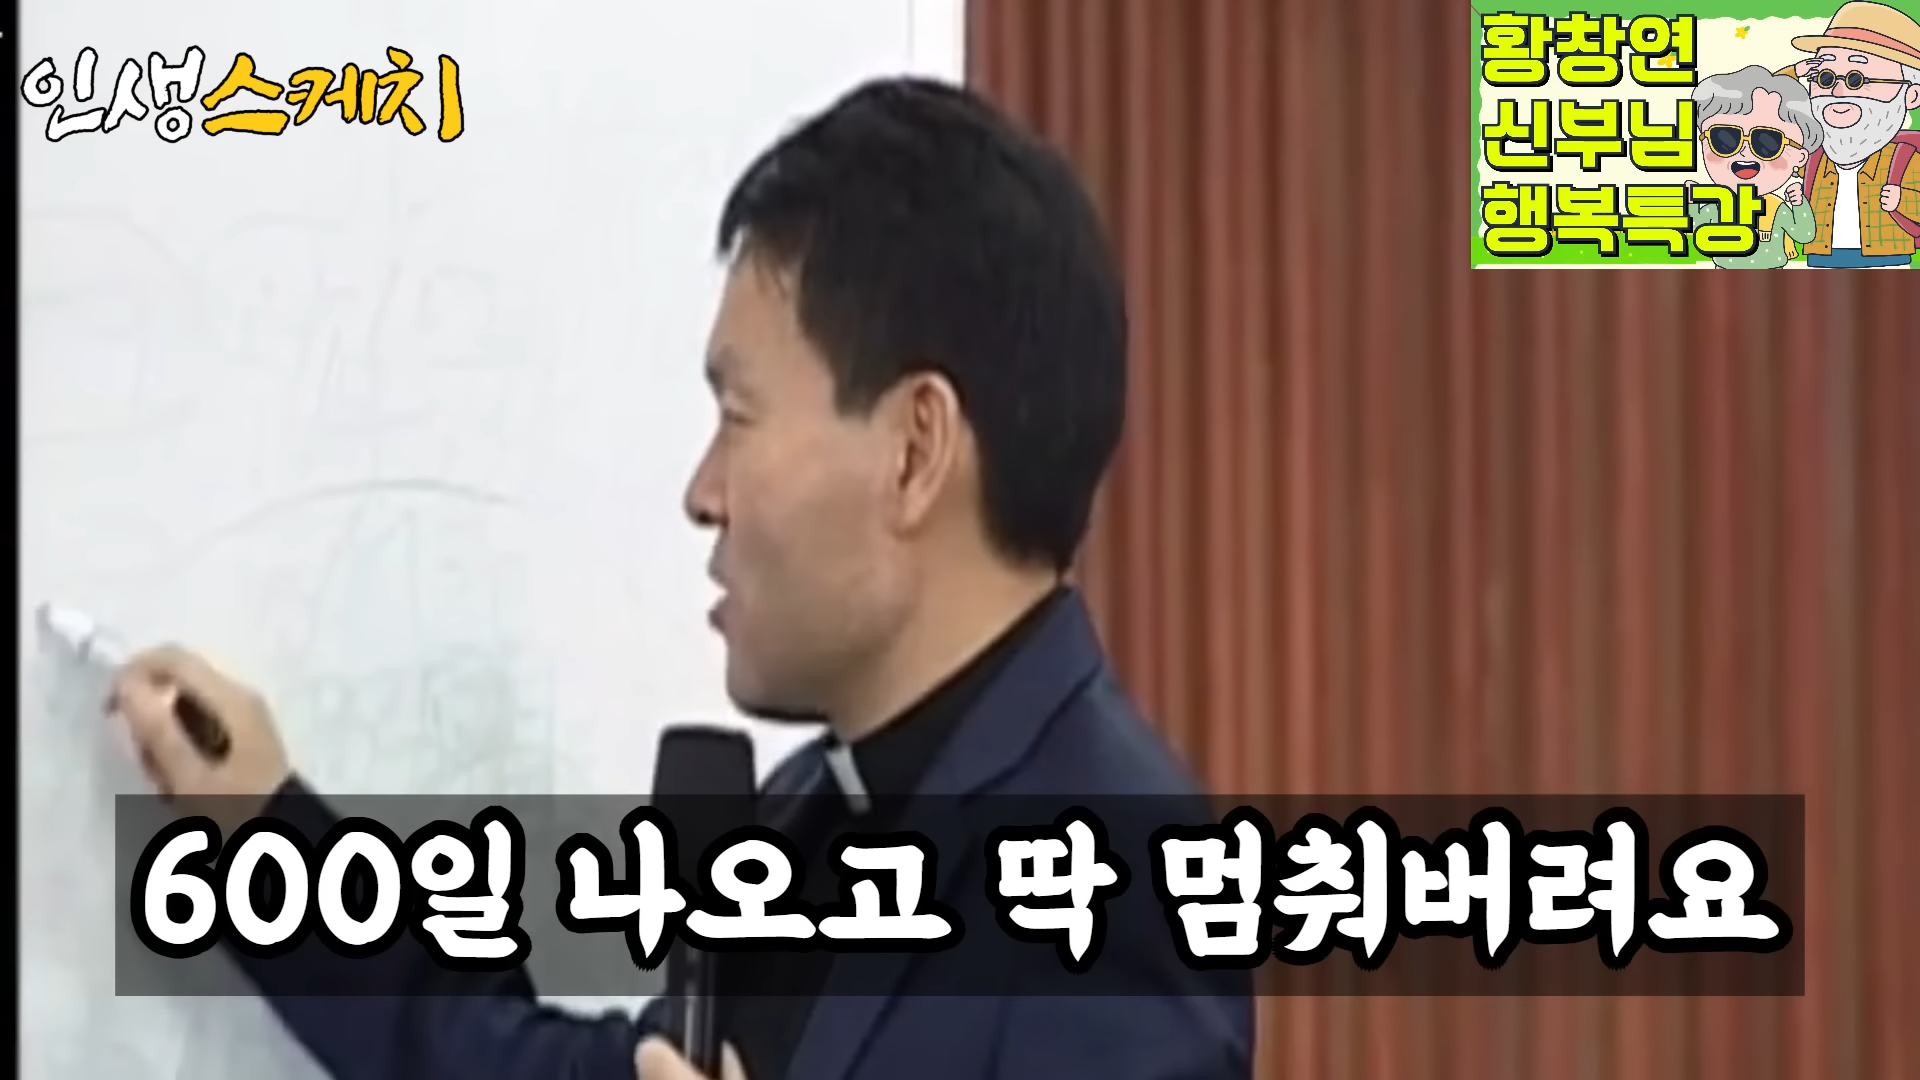 인생스케치
황창연
신부님
행복특강
600일 나오고 딱 멈춰버려요